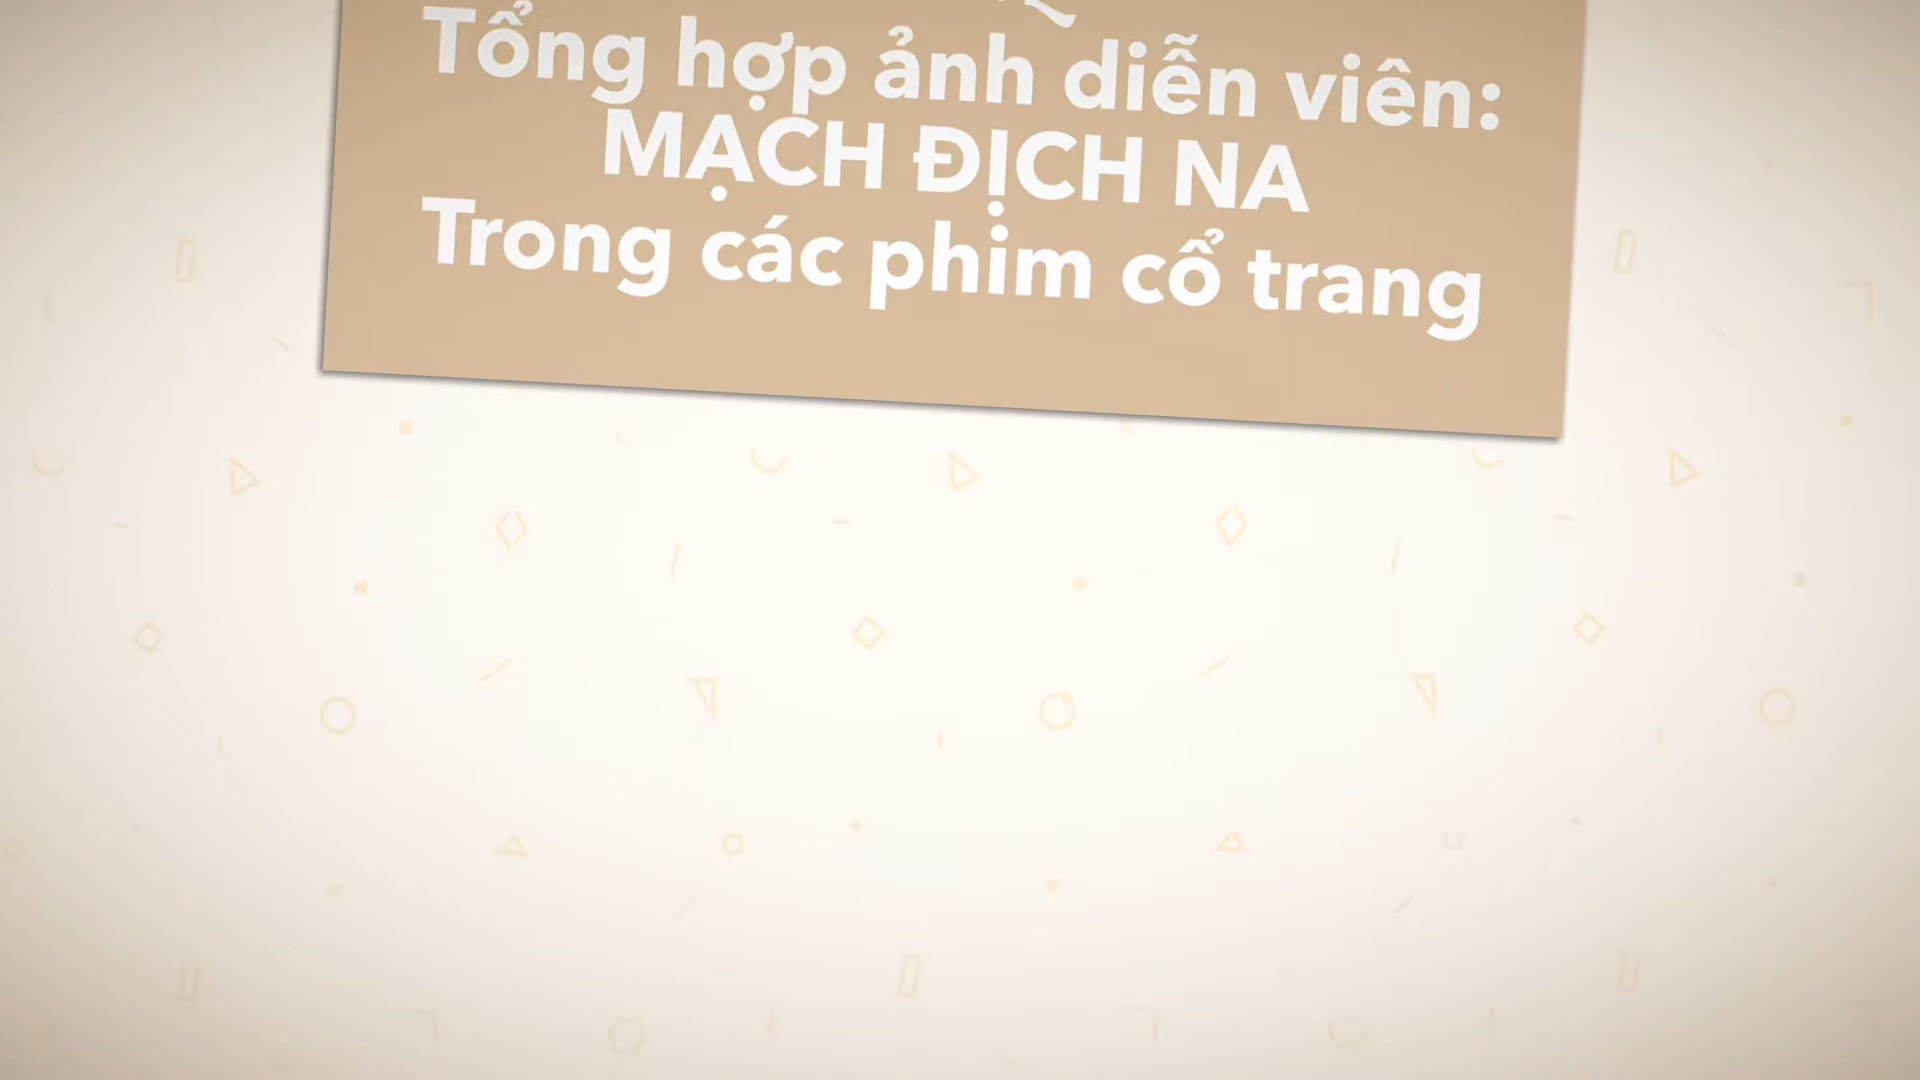 Tổng hợp ảnh diễn viên:
MẠCH ĐỊCH NA
Trong các phim cổ trang